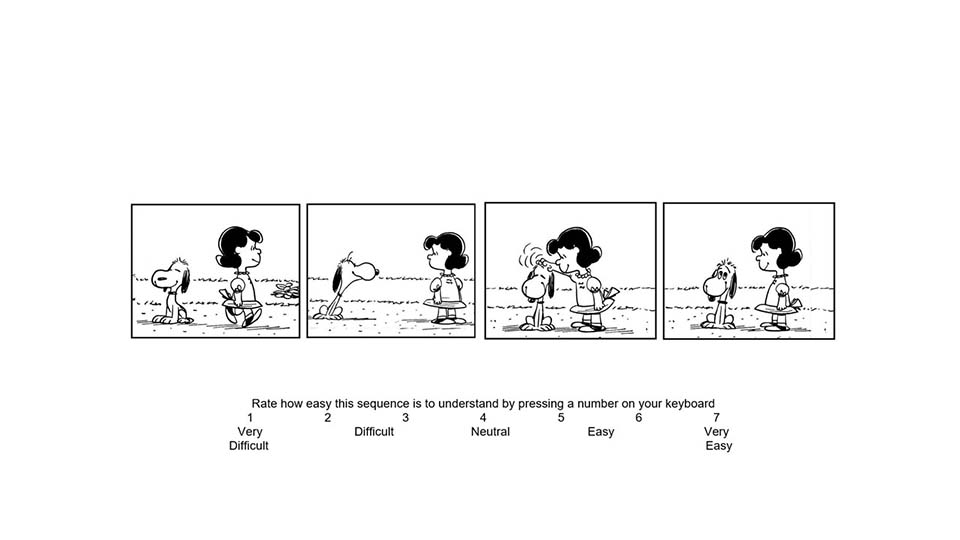 Rate how easy this sequence is to understand by pressing a number on your keyboard
1 2 3 4 5 6 7
Very Difficult Neutral Easy Very
Difficult Easy